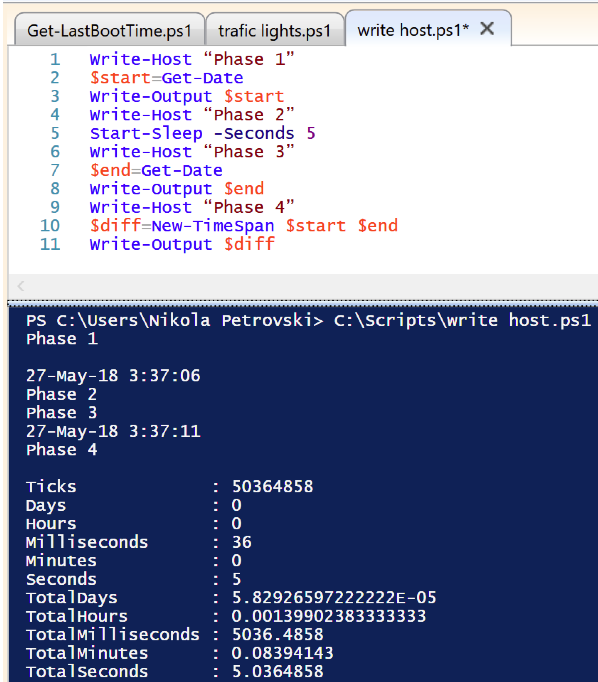 Get-LastBootTime.ps1 trafic lights.ps1 write host.ps1* ✕
1 Write-Host “Phase 1”
2 $start=Get-Date
3 Write-Output $start
4 Write-Host “Phase 2”
5 Start-Sleep -Seconds 5
6 Write-Host “Phase 3”
7 $end=Get-Date
8 Write-Output $end
9 Write-Host “Phase 4”
10 $diff=New-TimeSpan $start $end
11 Write-Output $diff
PS C:\Users\Nikola Petrovski> C:\Scripts\write host.ps1
Phase 1
27-May-18 3:37:06
Phase 2
Phase 3
27-May-18 3:37:11
Phase 4
Ticks : 50364858
Days : 0
Hours : 0
Milliseconds : 36
Minutes : 0
Seconds : 5
TotalDays : 5.82926597222222E-05
TotalHours : 0.00139902383333333
TotalMilliseconds : 5036.4858
TotalMinutes : 0.08394143
TotalSeconds : 5.0364858